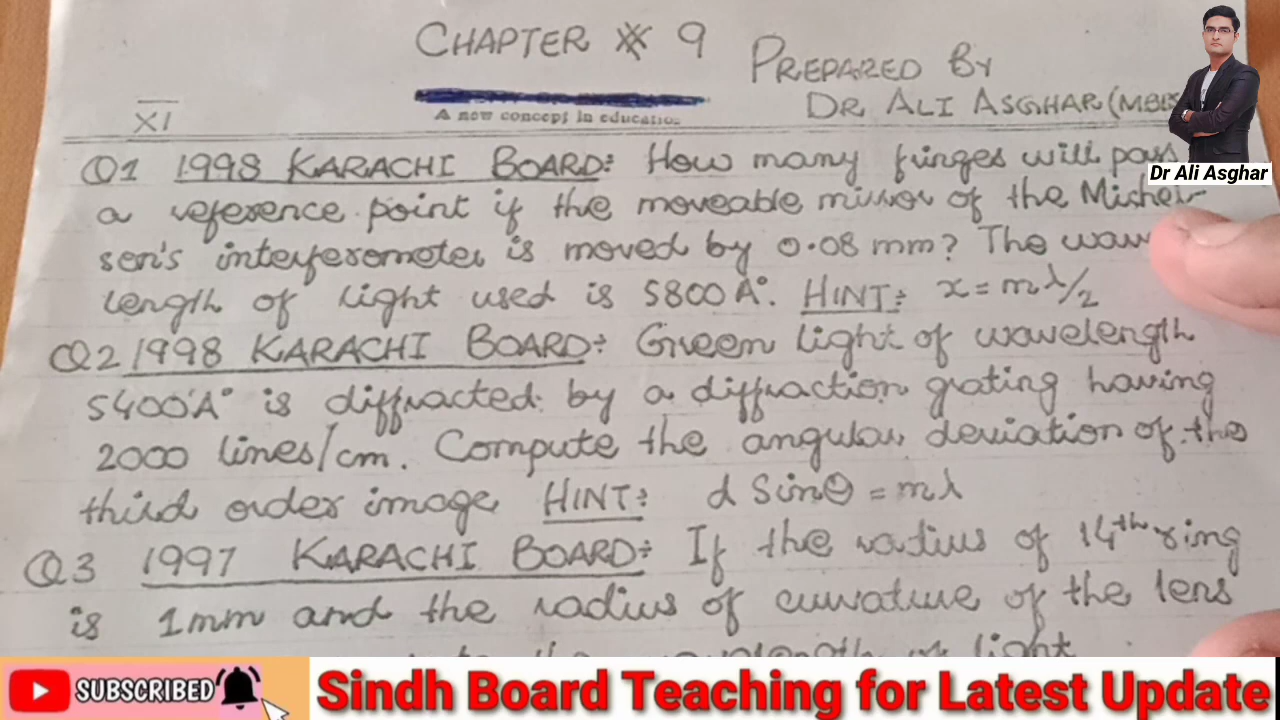 CHAPTER # 9
PREPARED BY
DR ALI ASGHAR (MBBS
A new concept in education
XI
Dr Ali Asghar
Q1 1998 KARACHI BOARD: How many fringes will pass
a reference point if the moveable mirror of the Michel-
son's interferometer is moved by 0.08 mm? The wave
length of light used is 5800 A°. HINT: x = mλ/2
Q2 1998 KARACHI BOARD: Green light of wavelength
5400 A° is diffracted by a diffraction grating having
2000 lines/cm. Compute the angular deviation of the
third order image HINT: d Sinθ = mλ
Q3 1997 KARACHI BOARD: If the radius of 14th ring
is 1mm and the radius of curvature of the lens
the wavelength of light
SUBSCRIBED
Sindh Board Teaching for Latest Update